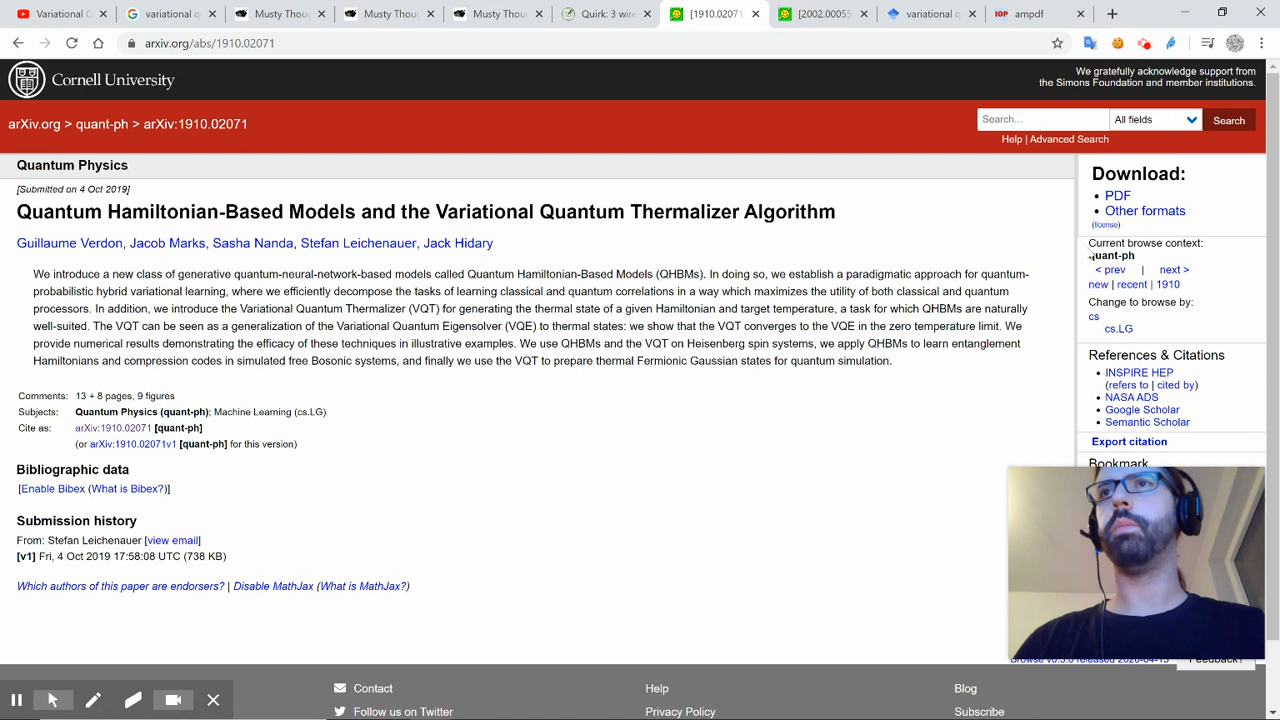 Variational C
variational q
Musty Thou
Musty Thou
Musty Thou
Quirk: 3 wire
[1910.02071
[2002.00055
variational q
IOP ampdf
arxiv.org/abs/1910.02071
Cornell University
We gratefully acknowledge support from
the Simons Foundation and member institutions.
arXiv.org > quant-ph > arXiv:1910.02071
Search...
All fields
Search
Help | Advanced Search
Quantum Physics
[Submitted on 4 Oct 2019]
Quantum Hamiltonian-Based Models and the Variational Quantum Thermalizer Algorithm
Guillaume Verdon, Jacob Marks, Sasha Nanda, Stefan Leichenauer, Jack Hidary
We introduce a new class of generative quantum-neural-network-based models called Quantum Hamiltonian-Based Models (QHBMs). In doing so, we establish a paradigmatic approach for quantum-
probabilistic hybrid variational learning, where we efficiently decompose the tasks of learning classical and quantum correlations in a way which maximizes the utility of both classical and quantum
processors. In addition, we introduce the Variational Quantum Thermalizer (VQT) for generating the thermal state of a given Hamiltonian and target temperature, a task for which QHBMs are naturally
well-suited. The VQT can be seen as a generalization of the Variational Quantum Eigensolver (VQE) to thermal states: we show that the VQT converges to the VQE in the zero temperature limit. We
provide numerical results demonstrating the efficacy of these techniques in illustrative examples. We use QHBMs and the VQT on Heisenberg spin systems, we apply QHBMs to learn entanglement
Hamiltonians and compression codes in simulated free Bosonic systems, and finally we use the VQT to prepare thermal Fermionic Gaussian states for quantum simulation.
Comments: 13 + 8 pages, 9 figures
Subjects: Quantum Physics (quant-ph); Machine Learning (cs.LG)
Cite as: arXiv:1910.02071 [quant-ph]
(or arXiv:1910.02071v1 [quant-ph] for this version)
Bibliographic data
[Enable Bibex (What is Bibex?)]
Submission history
From: Stefan Leichenauer [view email]
[v1] Fri, 4 Oct 2019 17:58:08 UTC (738 KB)
Which authors of this paper are endorsers? | Disable MathJax (What is MathJax?)
Download:
• PDF
• Other formats
(license)
Current browse context:
quant-ph
< prev | next >
new | recent | 1910
Change to browse by:
cs
cs.LG
References & Citations
• INSPIRE HEP
(refers to | cited by)
• NASA ADS
• Google Scholar
• Semantic Scholar
Export citation
Bookmark
Browse v0.3.0 released 2020-04-15
Feedback?
Contact
Help
Blog
Follow us on Twitter
Privacy Policy
Subscribe